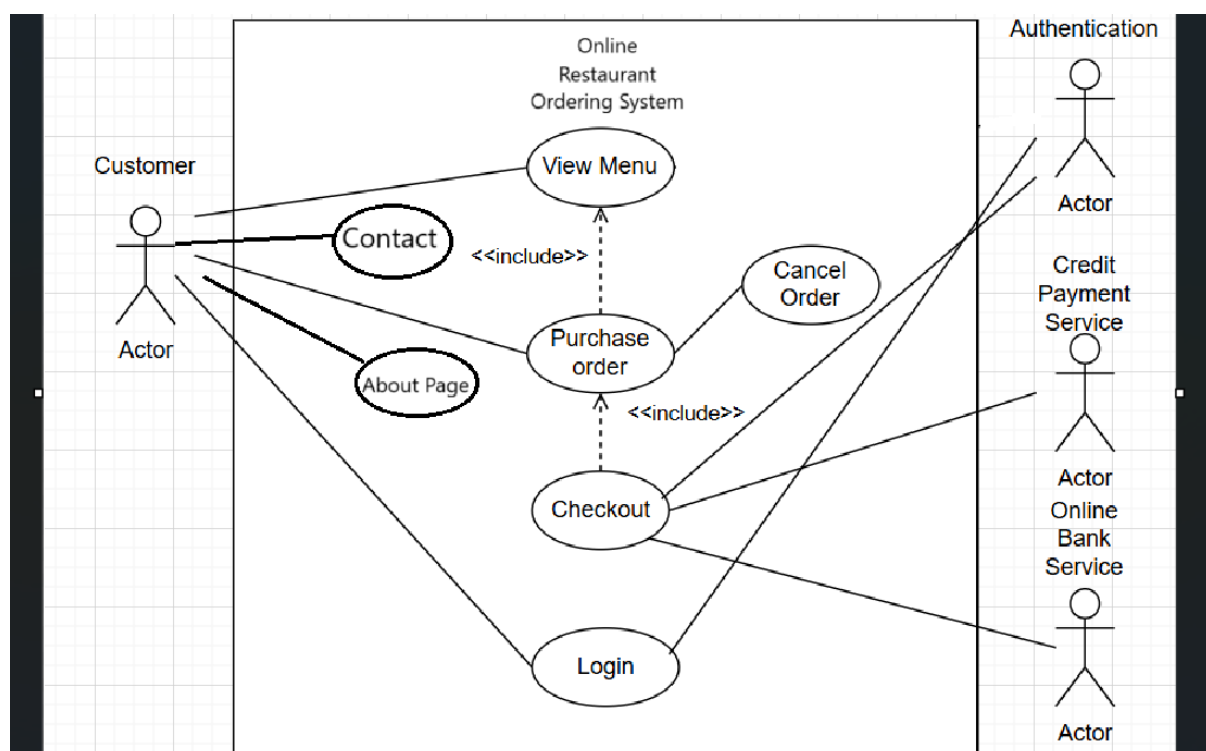 Online
Restaurant
Ordering System
Authentication
View Menu
Customer
Actor
Contact
<<include>>
Cancel
Order
Credit
Payment
Service
Purchase
order
Actor
About Page
<<include>>
Actor
Checkout
Online
Bank
Service
Login
Actor